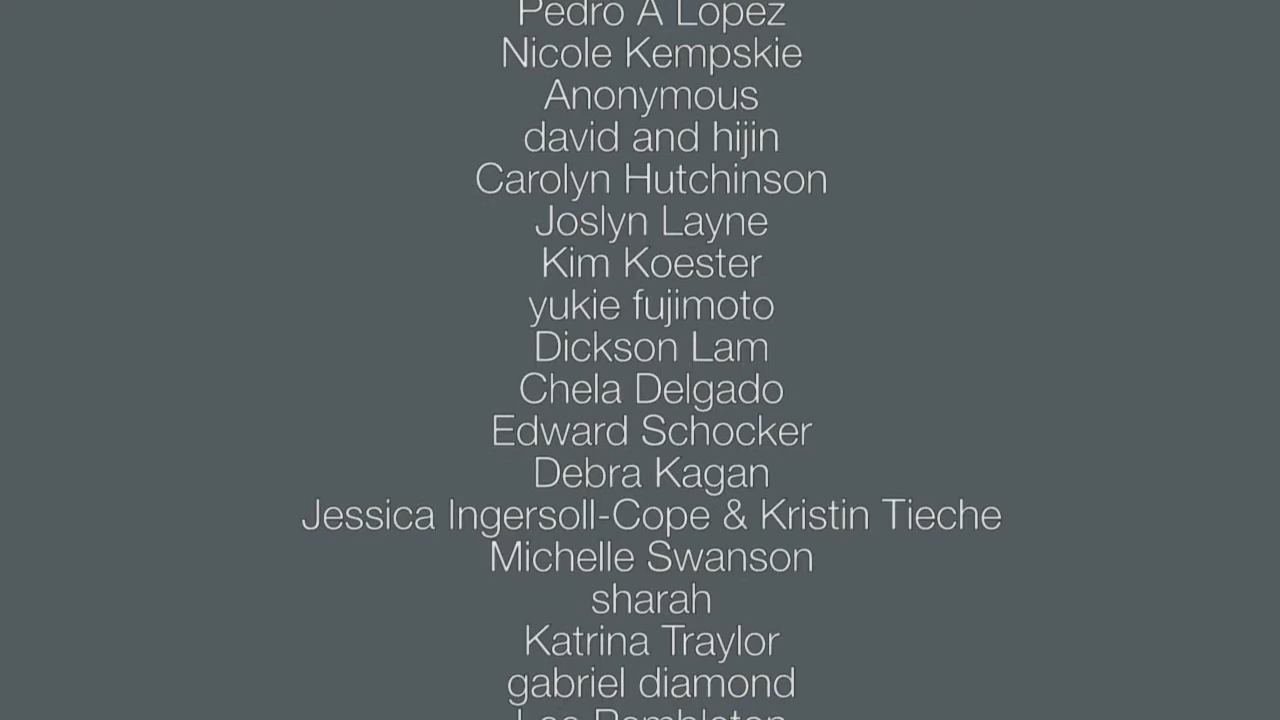 Pedro A Lopez
Nicole Kempskie
Anonymous
david and hijin
Carolyn Hutchinson
Joslyn Layne
Kim Koester
yukie fujimoto
Dickson Lam
Chela Delgado
Edward Schocker
Debra Kagan
Jessica Ingersoll-Cope & Kristin Tieche
Michelle Swanson
sharah
Katrina Traylor
gabriel diamond